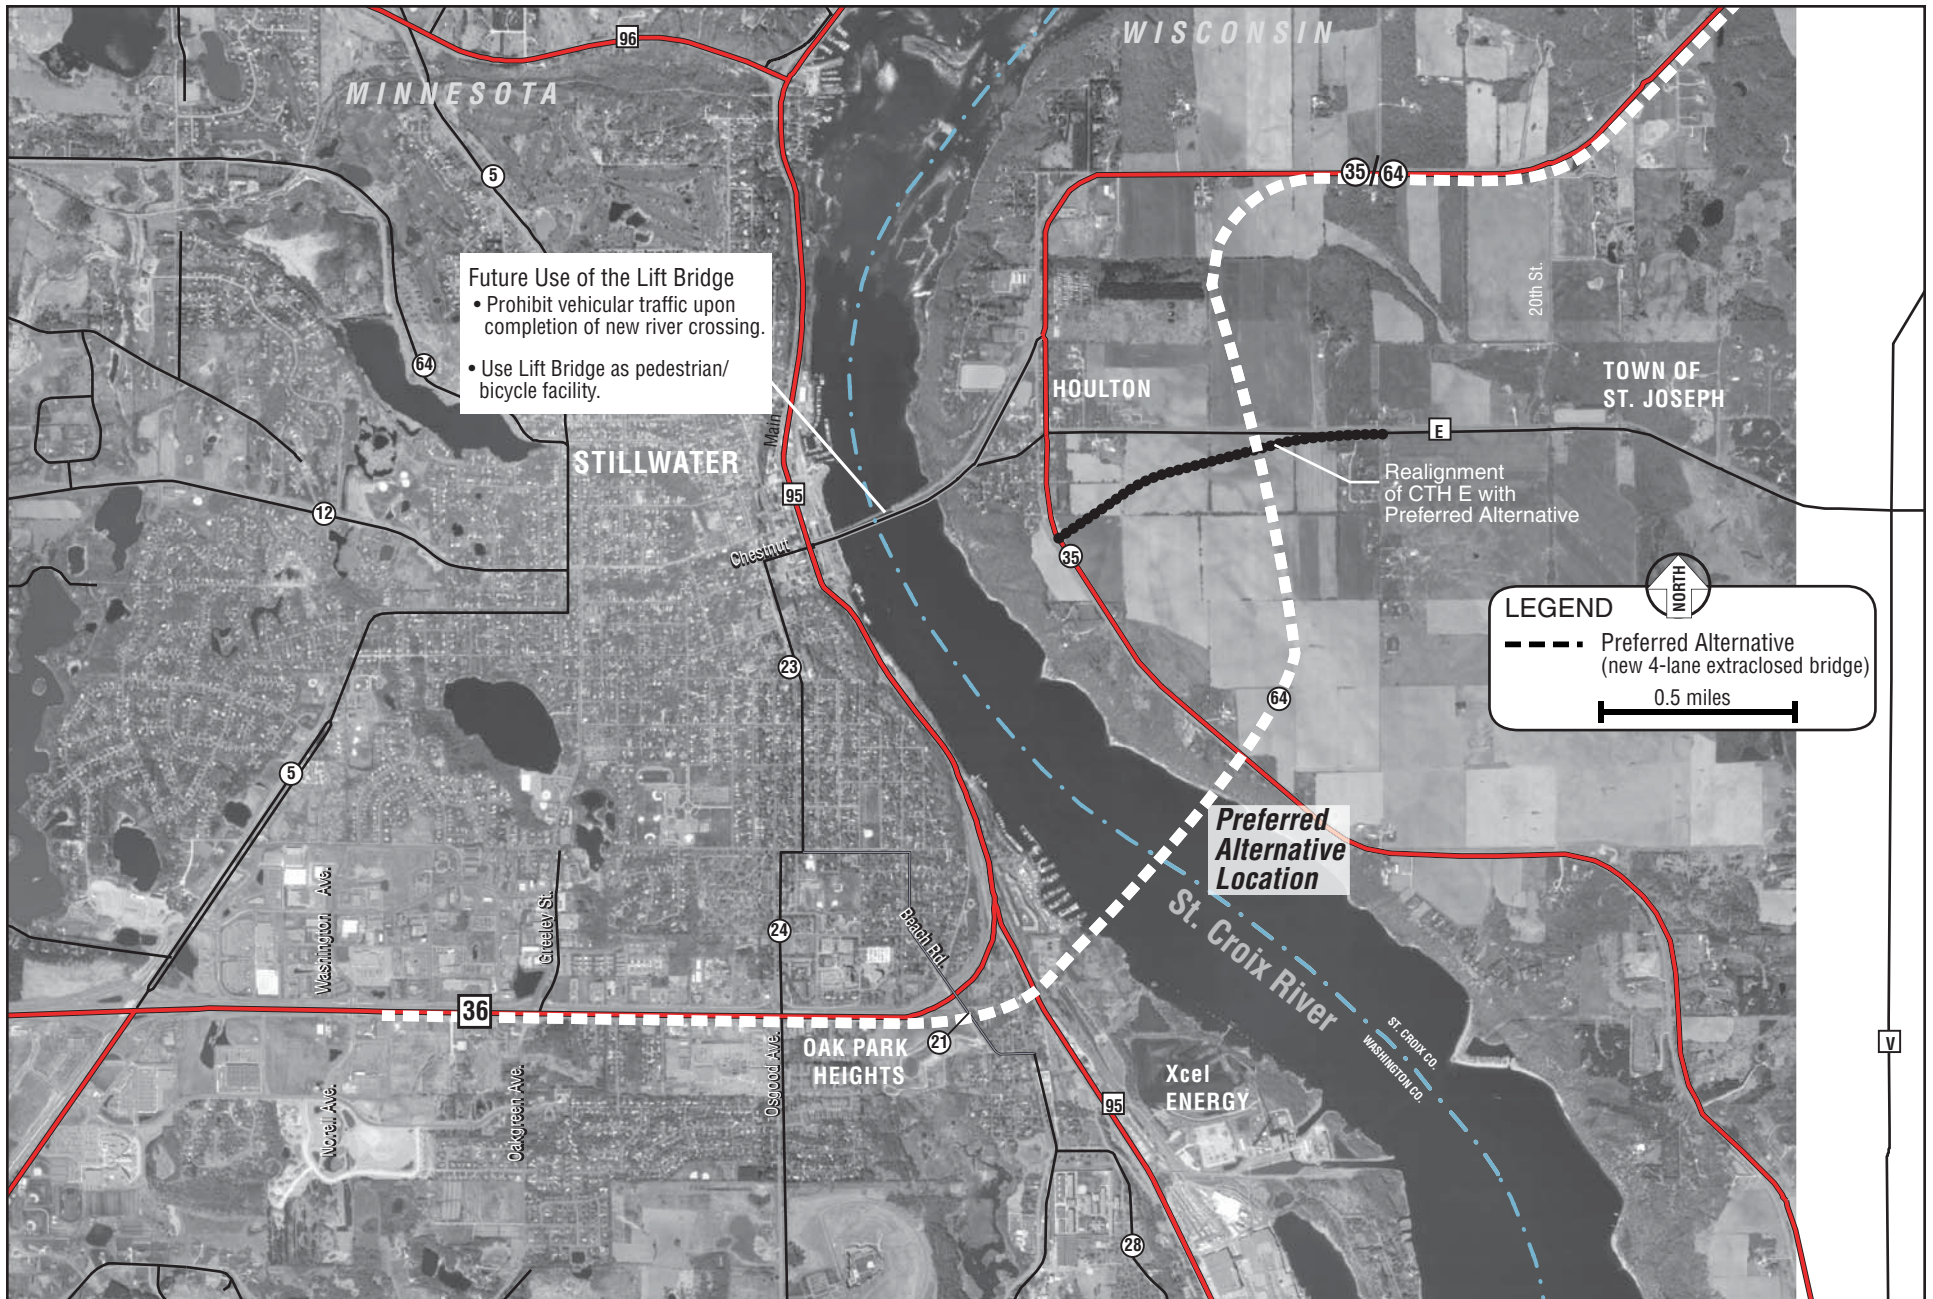 WISCONSIN
96
MINNESOTA
5
35/64
Future Use of the Lift Bridge
• Prohibit vehicular traffic upon
completion of new river crossing.
• Use Lift Bridge as pedestrian/
bicycle facility.
20th St.
64
HOULTON
TOWN OF
ST. JOSEPH
Main
E
STILLWATER
Realignment
of CTH E with
Preferred Alternative
95
12
Chestnut
35
NORTH
LEGEND
Preferred Alternative
(new 4-lane extraclosed bridge)
0.5 miles
23
64
5
Preferred
Alternative
Location
Washington Ave.
Greeley St.
24
Beach Rd.
St. Croix River
36
ST. CROIX CO.
WASHINGTON CO.
21
V
OAK PARK
HEIGHTS
Osgood Ave.
Xcel
ENERGY
Norell Ave.
Oakgreen Ave.
95
28